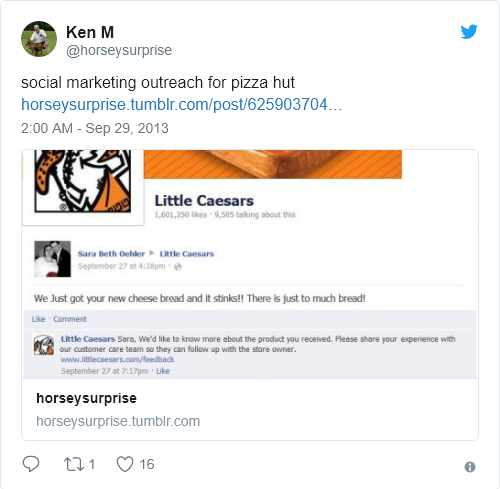 Ken M
@horseysurprise
social marketing outreach for pizza hut
horseysurprise.tumblr.com/post/625903704…
2:00 AM - Sep 29, 2013
Little Caesars
1,601,250 likes · 9,505 talking about this
Sara Beth Oehler ▸ Little Caesars
September 27 at 4:38pm ·
We Just got your new cheese bread and it stinks!! There is just to much bread!
Like · Comment
Little Caesars Sara, We'd like to know more about the product you received. Please share your experience with
our customer care team so they can follow up with the store owner.
www.littlecaesars.com/feedback
September 27 at 7:17pm · Like
horseysurprise
horseysurprise.tumblr.com
1 16